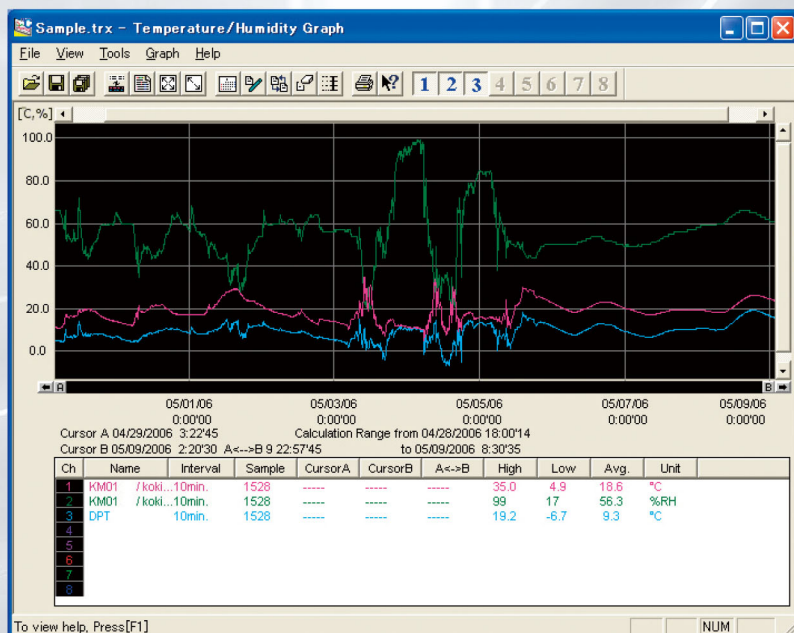 Sample.trx - Temperature/Humidity Graph
File View Tools Graph Help
1 2 3 4 5 6 7 8
[℃,%]
100.0
80.0
60.0
40.0
20.0
0.0
A B
05/01/06 05/03/06 05/05/06 05/07/06 05/09/06
0:00'00 0:00'00 0:00'00 0:00'00 0:00'00
Cursor A 04/29/2006 3:22'45 Calculation Range from 04/28/2006 18:00'14
Cursor B 05/09/2006 2:20'30 A<-->B 9 22:57'45 to 05/09/2006 8:30'35
Ch Name Interval Sample CursorA CursorB A<->B High Low Avg. Unit
1 KM01 /koki...10min. 1528 ----- ----- ----- 35.0 4.9 18.6 °C
2 KM01 /koki...10min. 1528 ----- ----- ----- 99 17 56.3 %RH
3 DPT 10min. 1528 ----- ----- ----- 19.2 -6.7 9.3 °C
4
5
6
7
8
To view help, Press[F1] NUM